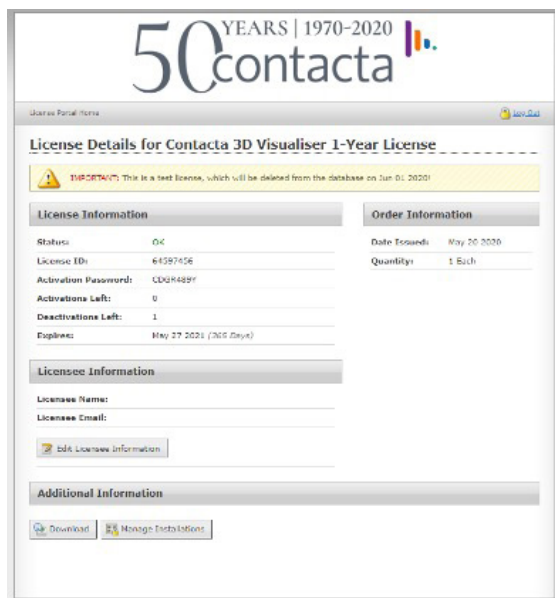 50 YEARS | 1970-2020
contacta
License Portal Home
Log Out
License Details for Contacta 3D Visualiser 1-Year License
IMPORTANT: This is a test license, which will be deleted from the database on Jun 01 2020!
License Information
Order Information
Status: OK
Date Issued: May 20 2020
License ID: 64597456
Quantity: 1 Each
Activation Password: CDGR489Y
Activations Left: 0
Deactivations Left: 1
Expires: May 27 2021 (365 Days)
Licensee Information
Licensee Name:
Licensee Email:
Edit Licensee Information
Additional Information
Download
Manage Installations